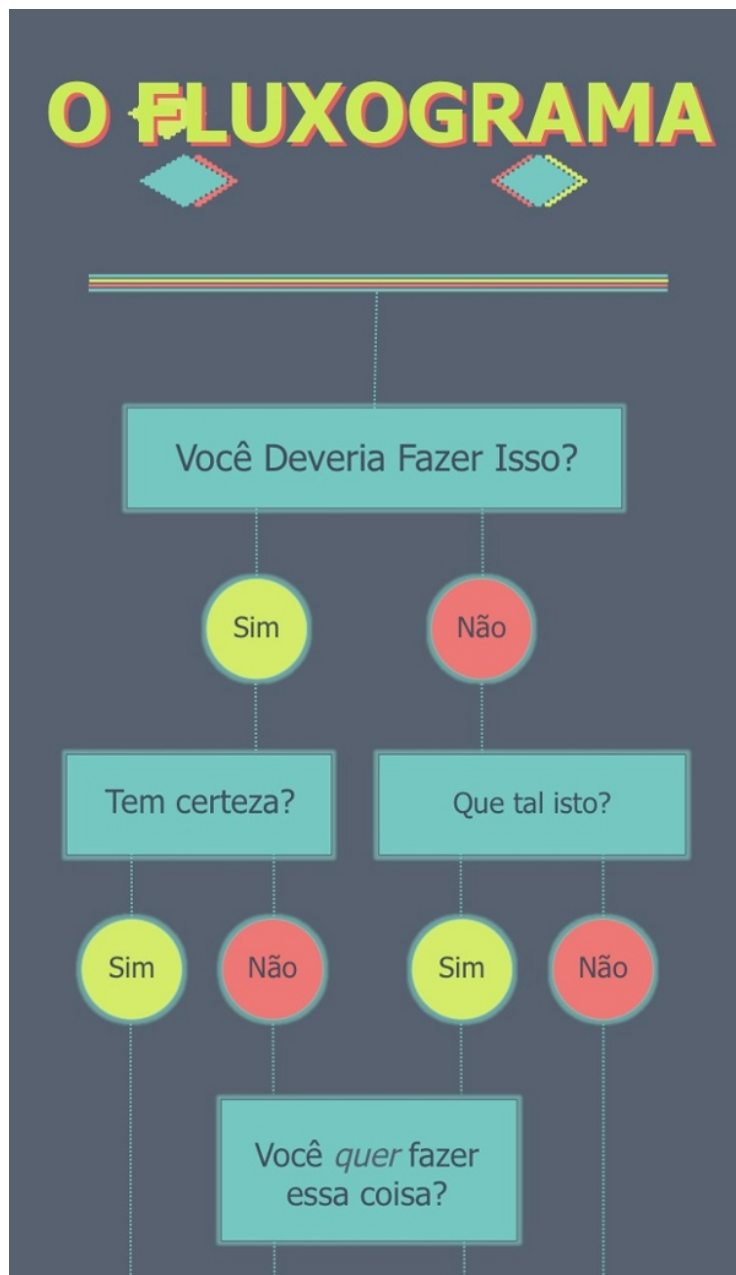 O FLUXOGRAMA
Você Deveria Fazer Isso?
Sim
Não
Tem certeza?
Que tal isto?
Sim
Não
Sim
Não
Você quer fazer
essa coisa?